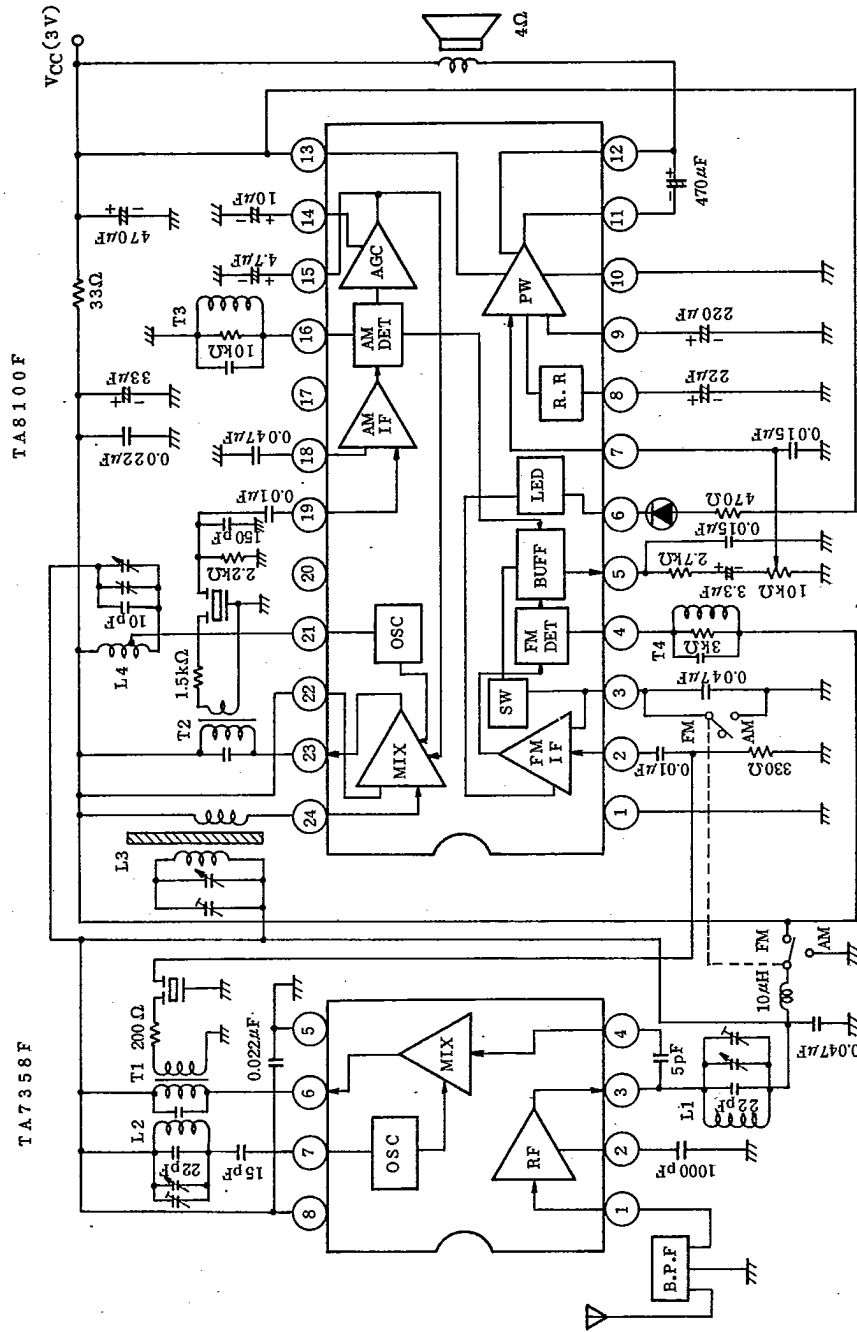 TA7358F
TA8100F
VCC(3V)
33Ω
470μF
+
-
4Ω
33μF
+
-
0.022μF
10pF
L4
1.5kΩ
T2
2.2kΩ
150pF
0.01μF
0.047μF
T3
10kΩ
4.7μF
-
+
10μF
-
+
L3
24
23
22
21
20
19
18
17
16
15
14
13
MIX
OSC
AM
IF
AM
DET
AGC
FM
IF
SW
FM
DET
BUFF
LED
R.R
PW
1
2
3
4
5
6
7
8
9
10
11
12
0.01μF
330Ω
FM
AM
0.047μF
T4
3kΩ
2.7kΩ
3.3μF
+
-
10kΩ
0.015μF
470Ω
0.015μF
22μF
+
-
220μF
+
-
-
+
470μF
L2
22pF
15pF
T1
200Ω
0.022μF
8
7
6
5
OSC
MIX
RF
1
2
3
4
B.P.F
1000pF
5pF
L1
22pF
10μH
FM
AM
0.047μF